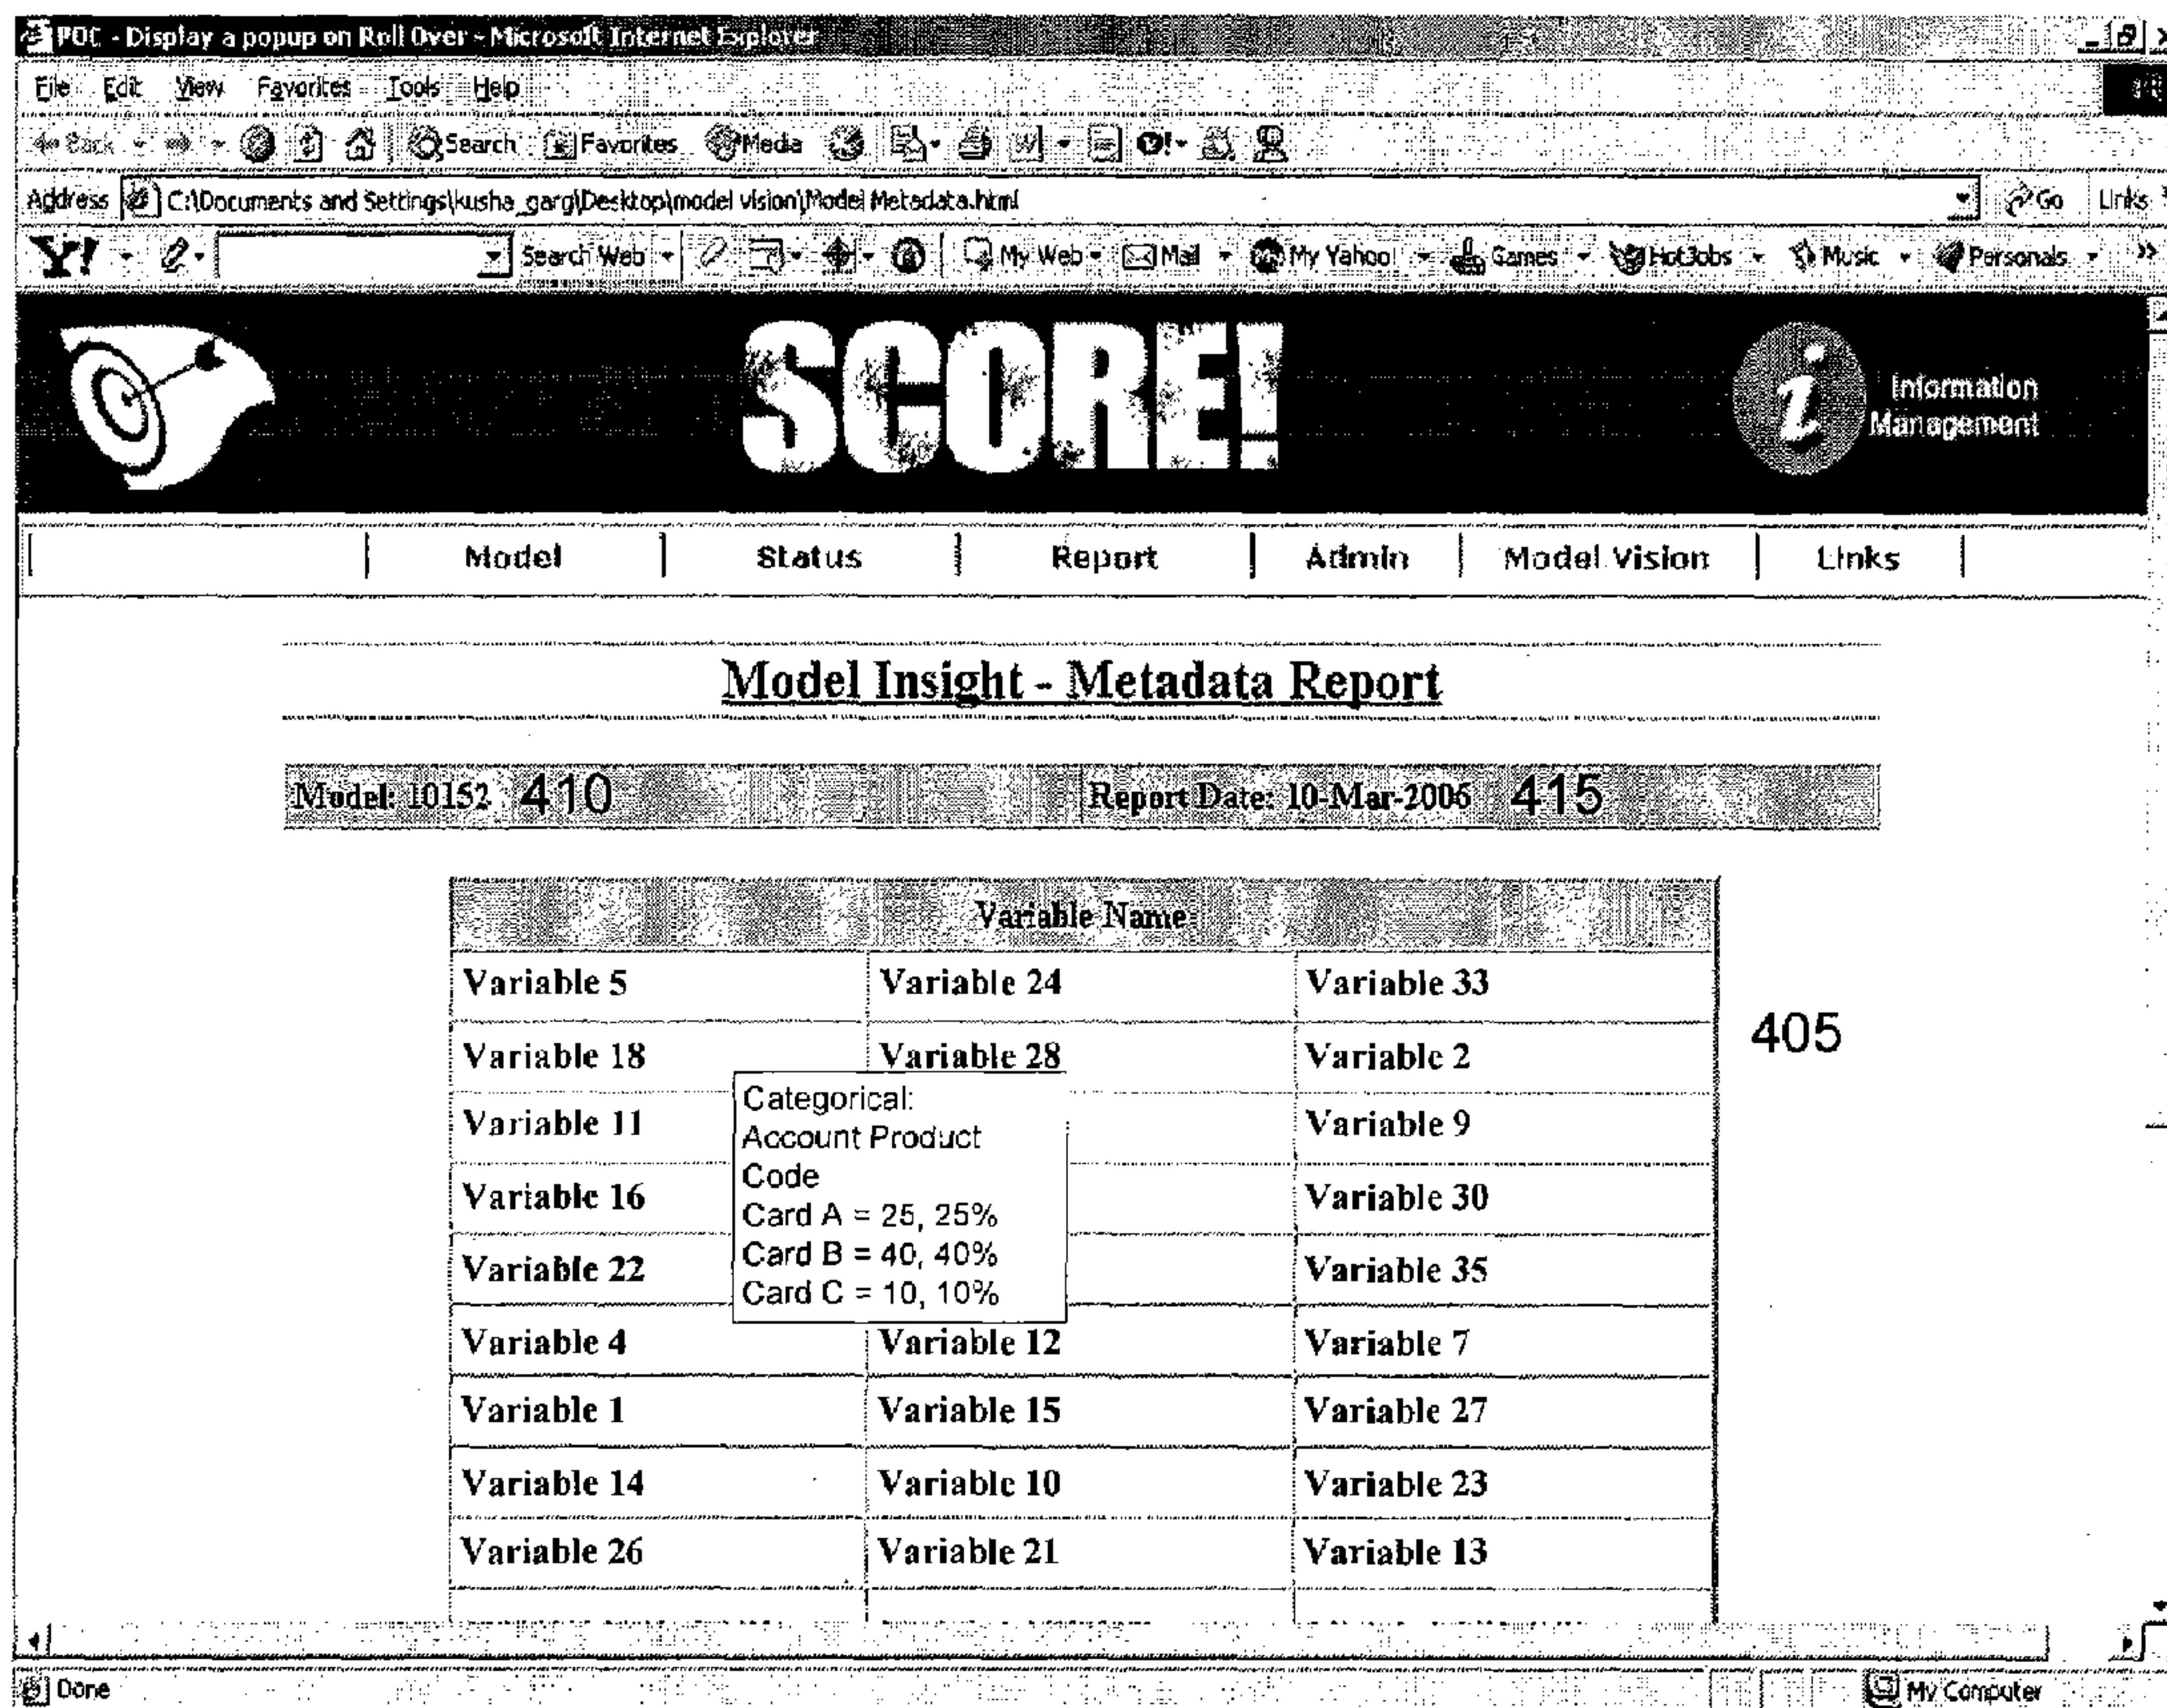 POC - Display a popup on Roll Over - Microsoft Internet Explorer
File Edit View Favorites Tools Help
Back Search Favorites Media
Address C:\Documents and Settings\kusha_garg\Desktop\model vision\Model Metadata.html Go Links
Y! Search Web My Web Mail My Yahoo! Games HotJobs Music Personals »
SCORE!
i Information
Management
Model Status Report Admin Model Vision Links
Model Insight - Metadata Report
Model: 10152 410 Report Date: 10-Mar-2006 415
Variable Name
Variable 5 Variable 24 Variable 33
405
Variable 18 Variable 28 Variable 2
Categorical:
Account Product
Code
Card A = 25, 25%
Card B = 40, 40%
Card C = 10, 10%
Variable 11 Variable 9
Variable 16 Variable 30
Variable 22 Variable 35
Variable 4 Variable 12 Variable 7
Variable 1 Variable 15 Variable 27
Variable 14 Variable 10 Variable 23
Variable 26 Variable 21 Variable 13
Done My Computer